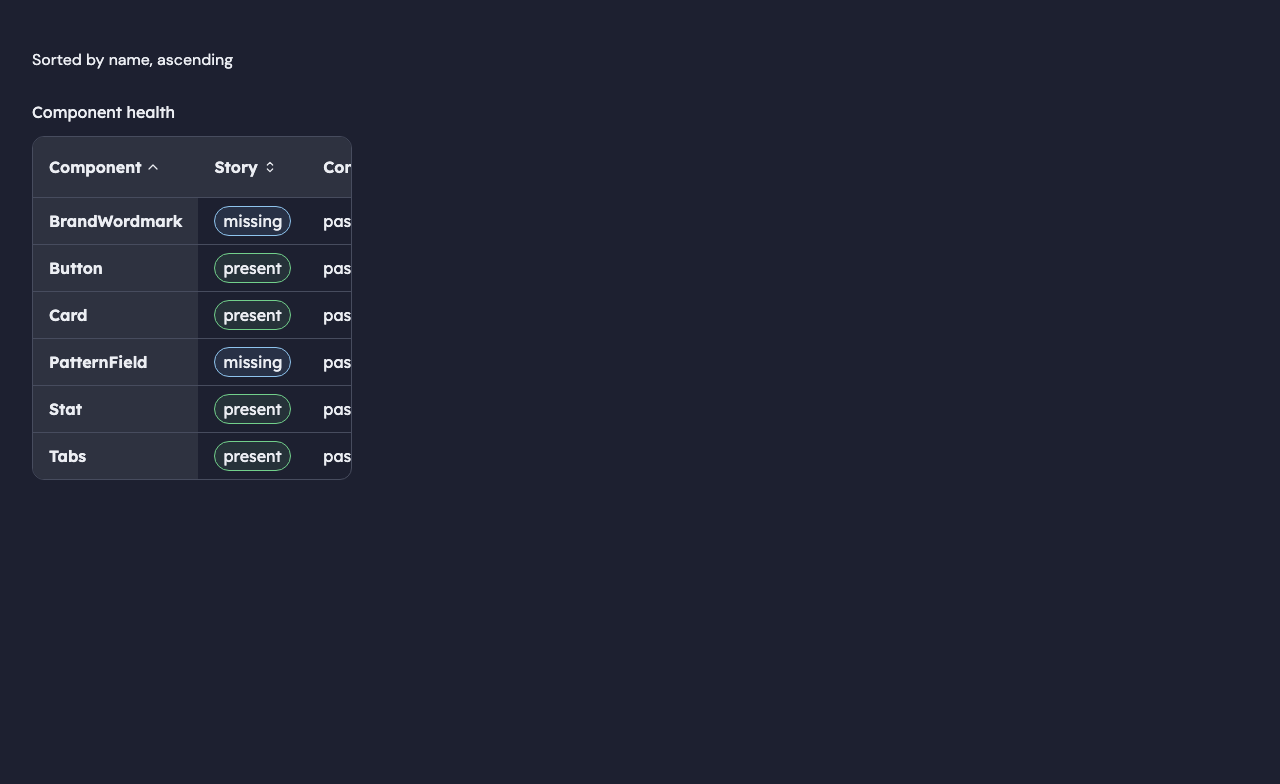 Sorted by name, ascending
Component health
Component Story
BrandWordmark missing
Button present
Card present
PatternField missing
Stat present
Tabs present